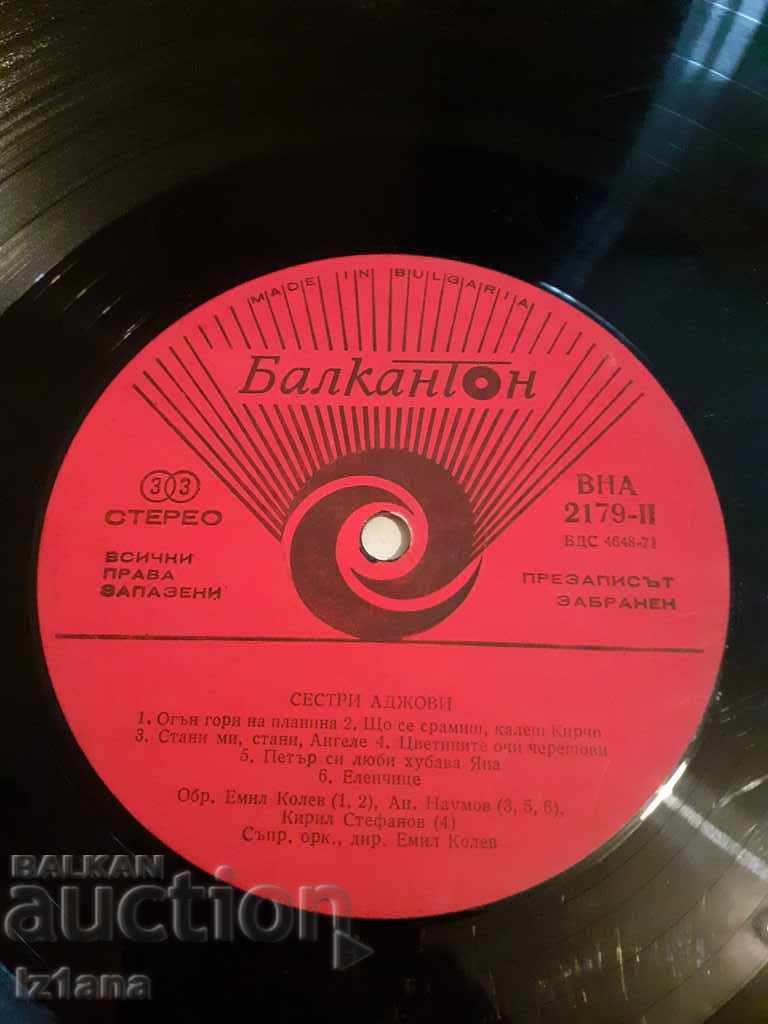 MADE IN BULGARIA
Балкантон
33
СТЕРЕО
ВНА
2179-II
БДС 4648-71
ВСИЧКИ
ПРАВА
ЗАПАЗЕНИ
ПРЕЗАПИСЪТ
ЗАБРАНЕН
СЕСТРИ АДЖОВИ
1. Огън горя на планина 2. Що се срамиш, калеш Кирчо
3. Стани ми, стани, Ангеле 4. Цветините очи черешови
5. Петър си люби хубава Яна
6. Еленчице
Обр. Емил Колев (1, 2), Ан. Наумов (3, 5, 6),
Кирил Стефанов (4)
Съпр. орк., дир. Емил Колев
BALKAN
auction
iz1ana